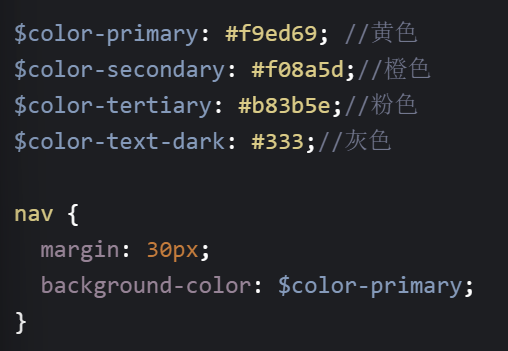 $color-primary: #f9ed69; //黄色
$color-secondary: #f08a5d;//橙色
$color-tertiary: #b83b5e;//粉色
$color-text-dark: #333;//灰色
nav {
  margin: 30px;
  background-color: $color-primary;
}